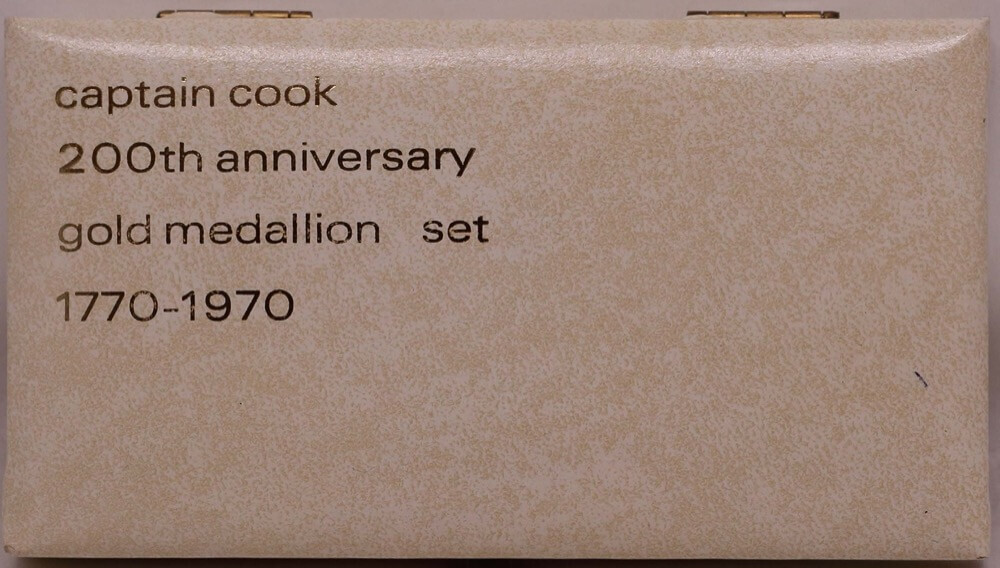 captain cook
200th anniversary
gold medallion set
1770-1970